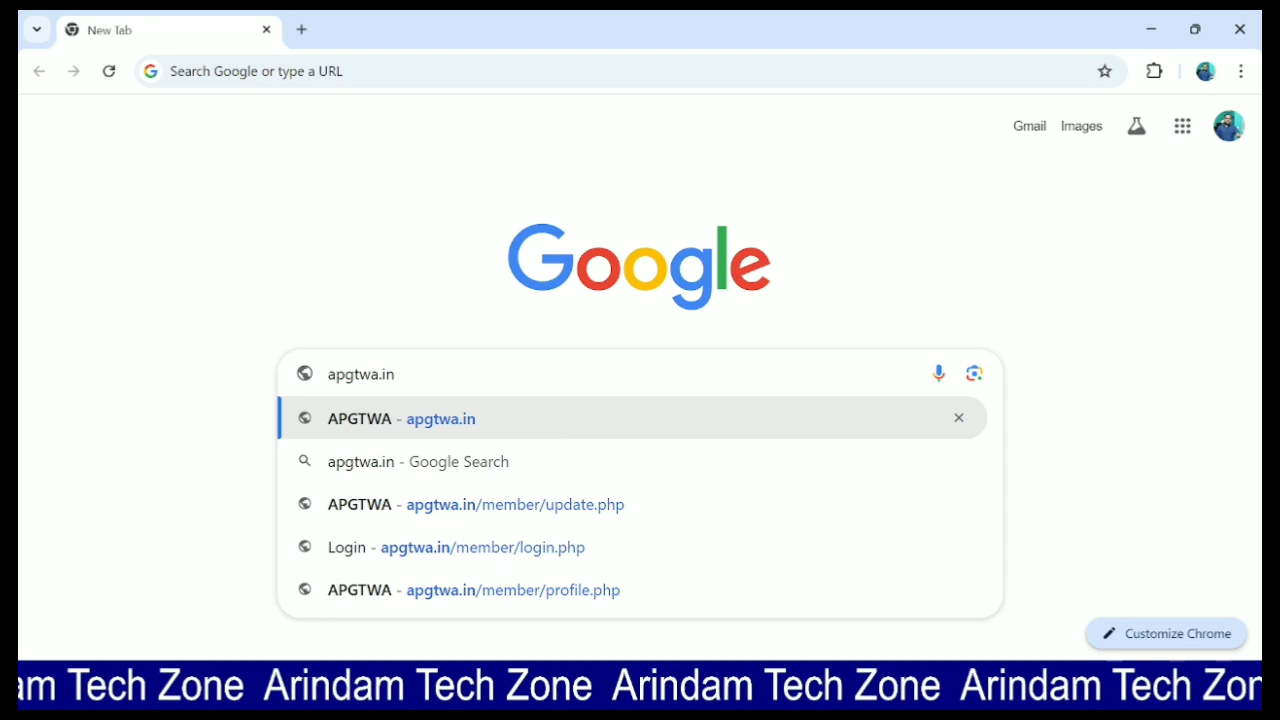 New Tab
Search Google or type a URL
Gmail Images
Google
apgtwa.in
APGTWA - apgtwa.in
apgtwa.in - Google Search
APGTWA - apgtwa.in/member/update.php
Login - apgtwa.in/member/login.php
APGTWA - apgtwa.in/member/profile.php
Customize Chrome
am Tech Zone Arindam Tech Zone Arindam Tech Zone Arindam Tech Zon